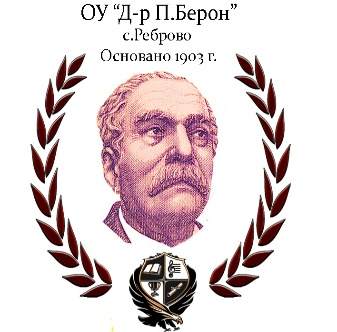 ОУ “Д-р П.Берон”
с.Реброво
Основано 1903 г.